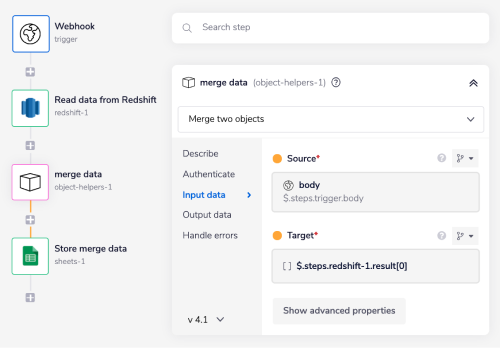 Webhook
trigger
Read data from Redshift
redshift-1
merge data
object-helpers-1
Store merge data
sheets-1
Search step
merge data (object-helpers-1) ?
Merge two objects
Describe
Authenticate
Input data
Output data
Handle errors
v 4.1
Source* ?
body
$.steps.trigger.body
Target* ?
[ ] $.steps.redshift-1.result[0]
Show advanced properties